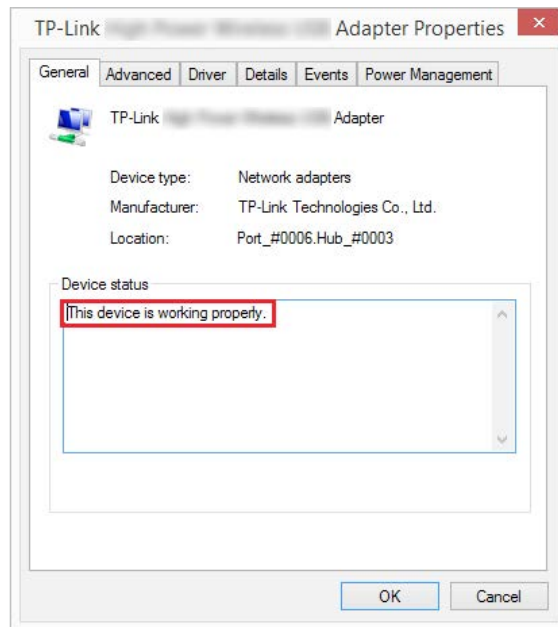 TP-Link Adapter Properties
General Advanced Driver Details Events Power Management
TP-Link Adapter
Device type: Network adapters
Manufacturer: TP-Link Technologies Co., Ltd.
Location: Port_#0006.Hub_#0003
Device status
This device is working properly.
OK Cancel